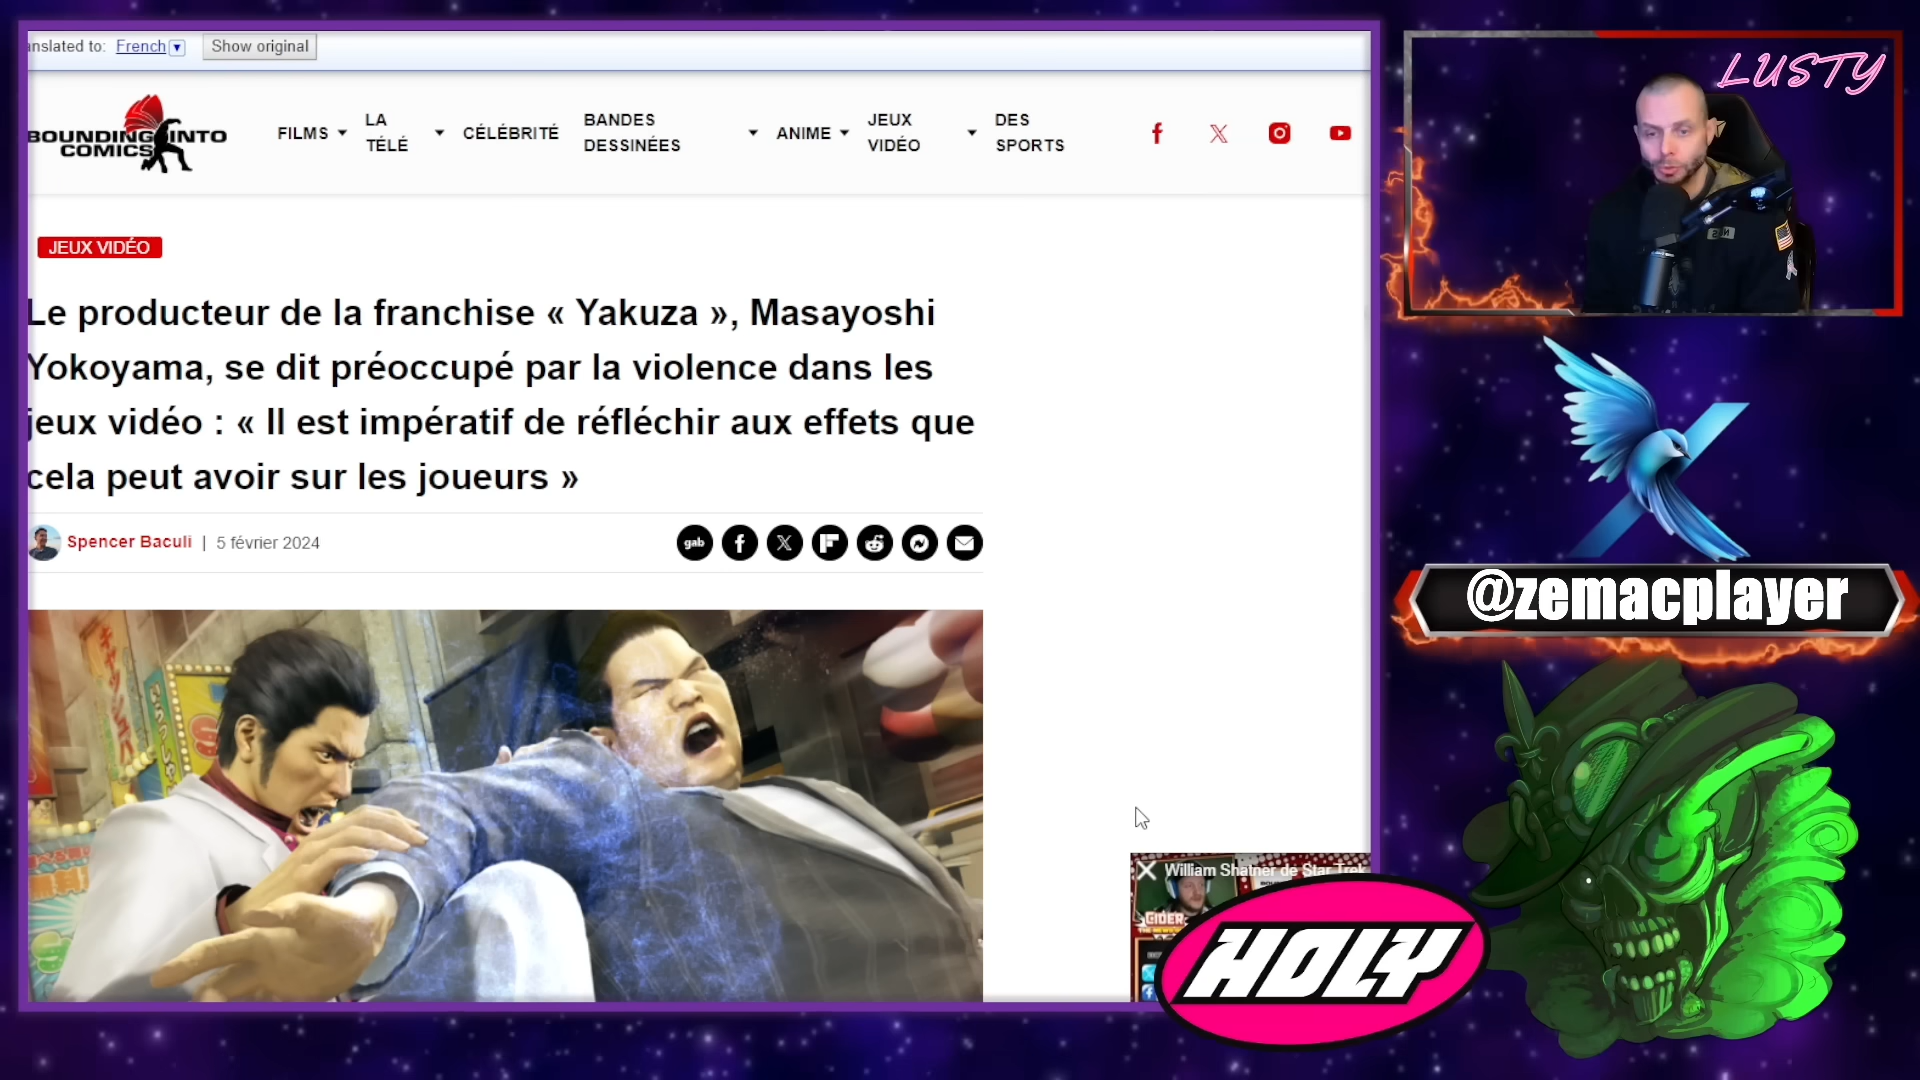 anslated to: French Show original
LUSTY
BOUNDING INTO
COMICS
FILMS
LA
TÉLÉ
CÉLÉBRITÉ
BANDES
DESSINÉES
ANIME
JEUX
VIDÉO
DES
SPORTS
JEUX VIDÉO
Le producteur de la franchise « Yakuza », Masayoshi
Yokoyama, se dit préoccupé par la violence dans les
jeux vidéo : « Il est impératif de réfléchir aux effets que
cela peut avoir sur les joueurs »
Spencer Baculi | 5 février 2024
gab
@zemacplayer
William Shatner de Star Trek
CIDER
HOLY